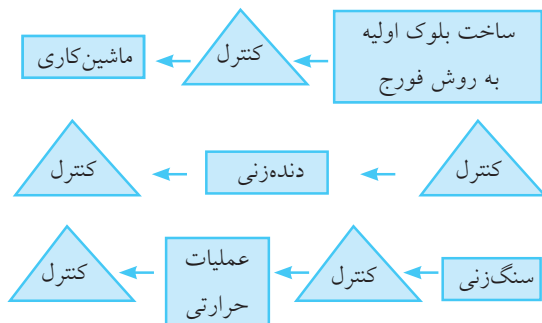 ساخت بلوک اولیه
به روش فورج
کنترل
ماشین‌کاری
کنترل
دنده‌زنی
کنترل
سنگ‌زنی
کنترل
عملیات
حرارتی
کنترل